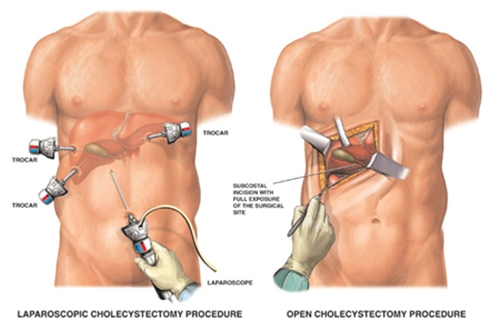 TROCAR
TROCAR
TROCAR
LAPAROSCOPE
LAPAROSCOPIC CHOLECYSTECTOMY PROCEDURE
SUBCOSTAL
INCISION WITH
FULL EXPOSURE
OF THE SURGICAL
SITE
OPEN CHOLECYSTECTOMY PROCEDURE